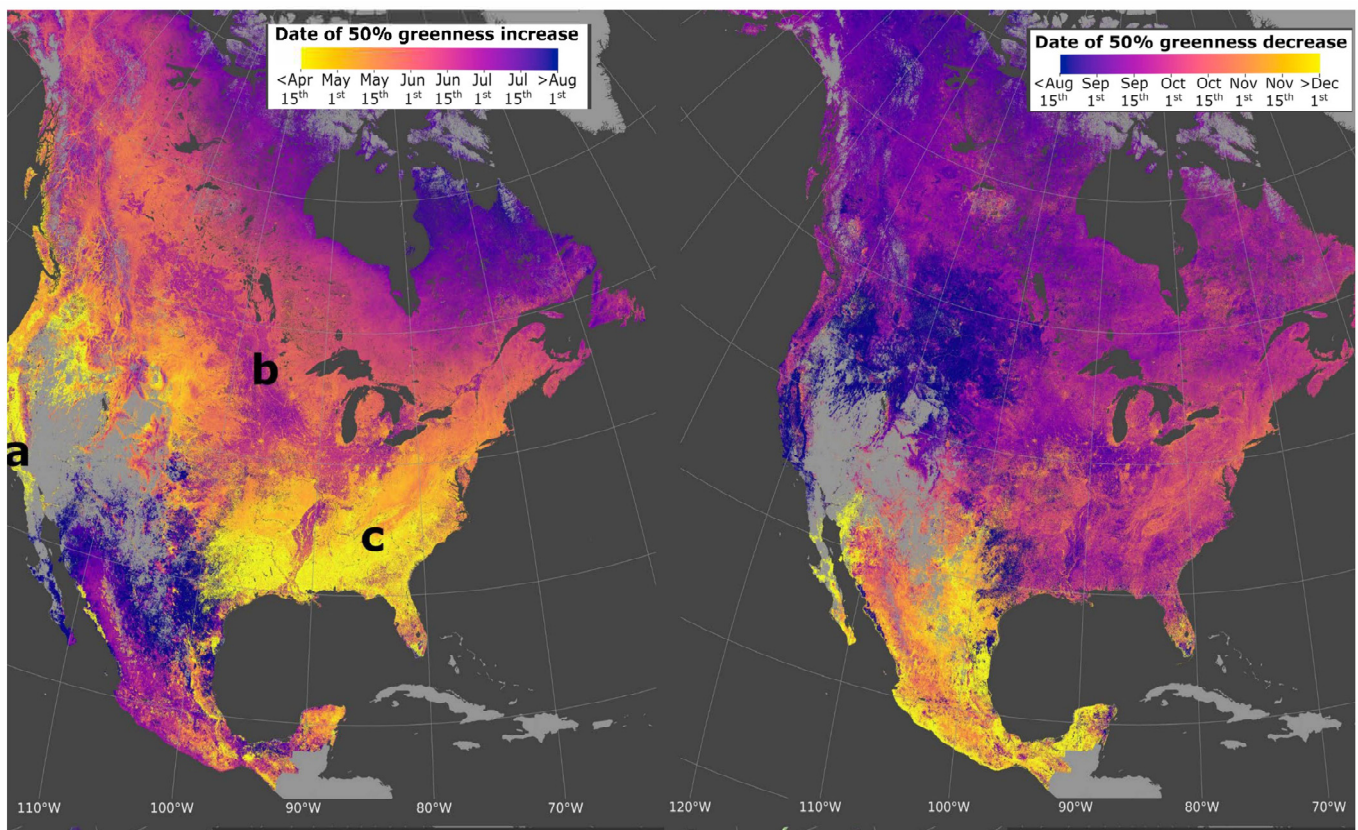 Date of 50% greenness increase
<Apr May May Jun Jun Jul Jul >Aug
15th 1st 15th 1st 15th 1st 15th 1st
Date of 50% greenness decrease
<Aug Sep Sep Oct Oct Nov Nov >Dec
15th 1st 15th 1st 15th 1st 15th 1st
b
a
c
110°W 100°W 90°W 80°W 70°W 120°W 110°W 100°W 90°W 80°W 70°W